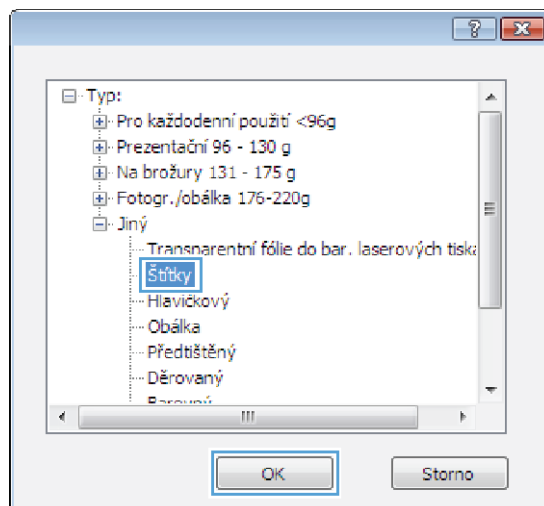 Typ:
Pro každodenní použití <96g
Prezentační 96 - 130 g
Na brožury 131 - 175 g
Fotogr./obálka 176-220g
Jiný
Transparentní fólie do bar. laserových tiska
Štítky
Hlavičkový
Obálka
Předtištěný
Děrovaný
Barevný
OK
Storno